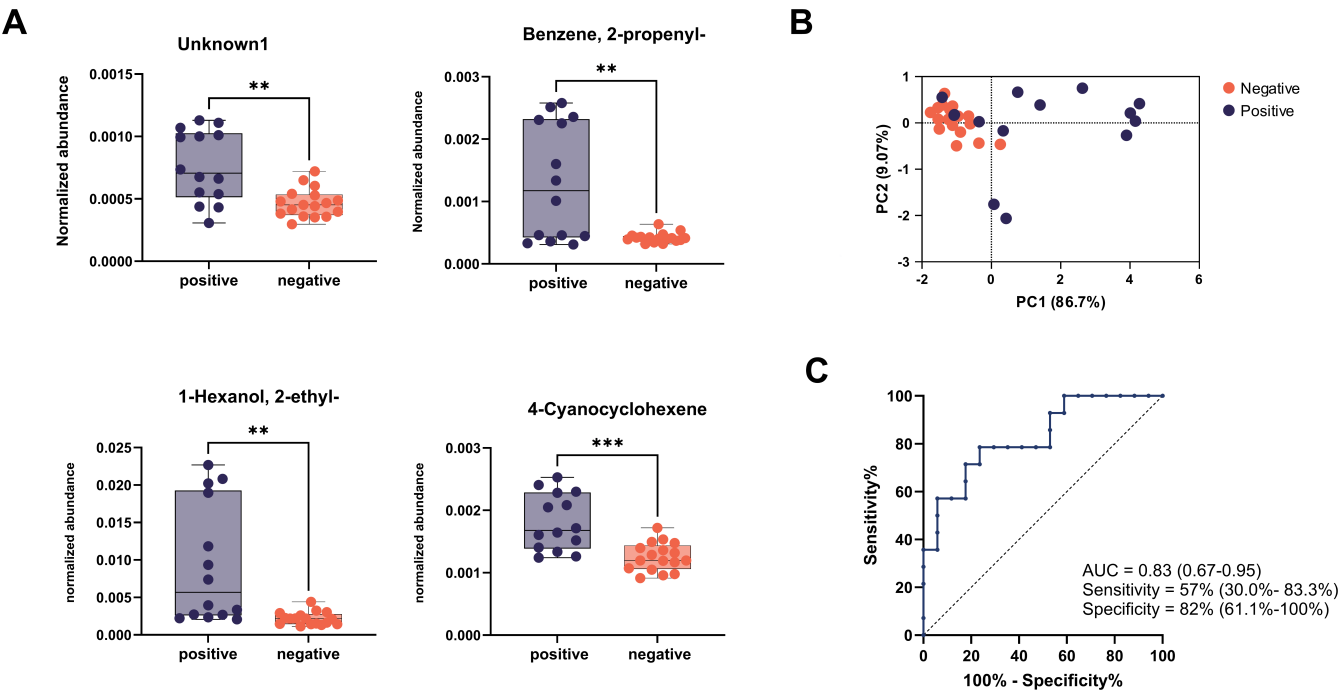 A
Unknown1
Normalized abundance
0.0015
0.0010
0.0005
0.0000
**
positive
negative
Benzene, 2-propenyl-
Normalized abundance
0.003
0.002
0.001
0.000
**
positive
negative
1-Hexanol, 2-ethyl-
normalized abundance
0.025
0.020
0.015
0.010
0.005
0.000
**
positive
negative
4-Cyanocyclohexene
normalized abundance
0.003
0.002
0.001
0.000
***
positive
negative
B
PC2 (9.07%)
1
0
-1
-2
-3
-2
0
2
4
6
PC1 (86.7%)
Negative
Positive
C
Sensitivity%
100
80
60
40
20
0
AUC = 0.83 (0.67-0.95)
Sensitivity = 57% (30.0%- 83.3%)
Specificity = 82% (61.1%-100%)
0
20
40
60
80
100
100% - Specificity%